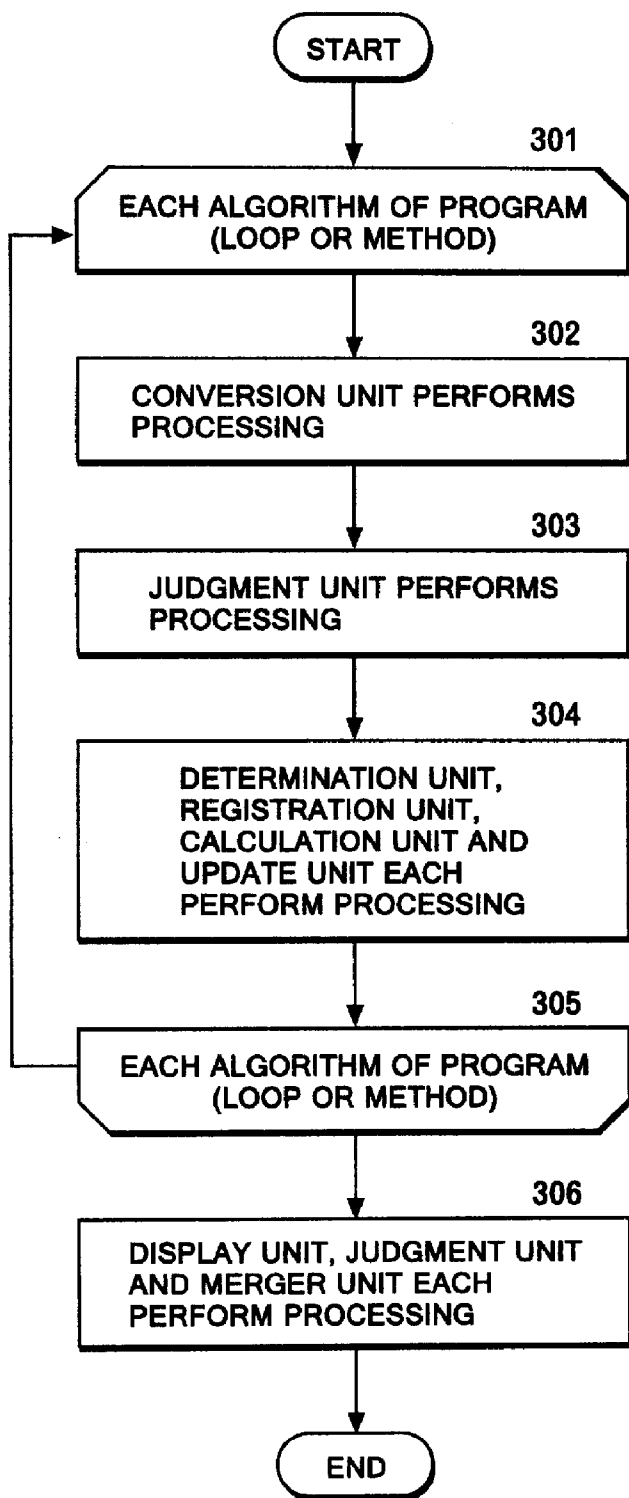 START
301
EACH ALGORITHM OF PROGRAM
(LOOP OR METHOD)
302
CONVERSION UNIT PERFORMS
PROCESSING
303
JUDGMENT UNIT PERFORMS
PROCESSING
304
DETERMINATION UNIT,
REGISTRATION UNIT,
CALCULATION UNIT AND
UPDATE UNIT EACH
PERFORM PROCESSING
305
EACH ALGORITHM OF PROGRAM
(LOOP OR METHOD)
306
DISPLAY UNIT, JUDGMENT UNIT
AND MERGER UNIT EACH
PERFORM PROCESSING
END